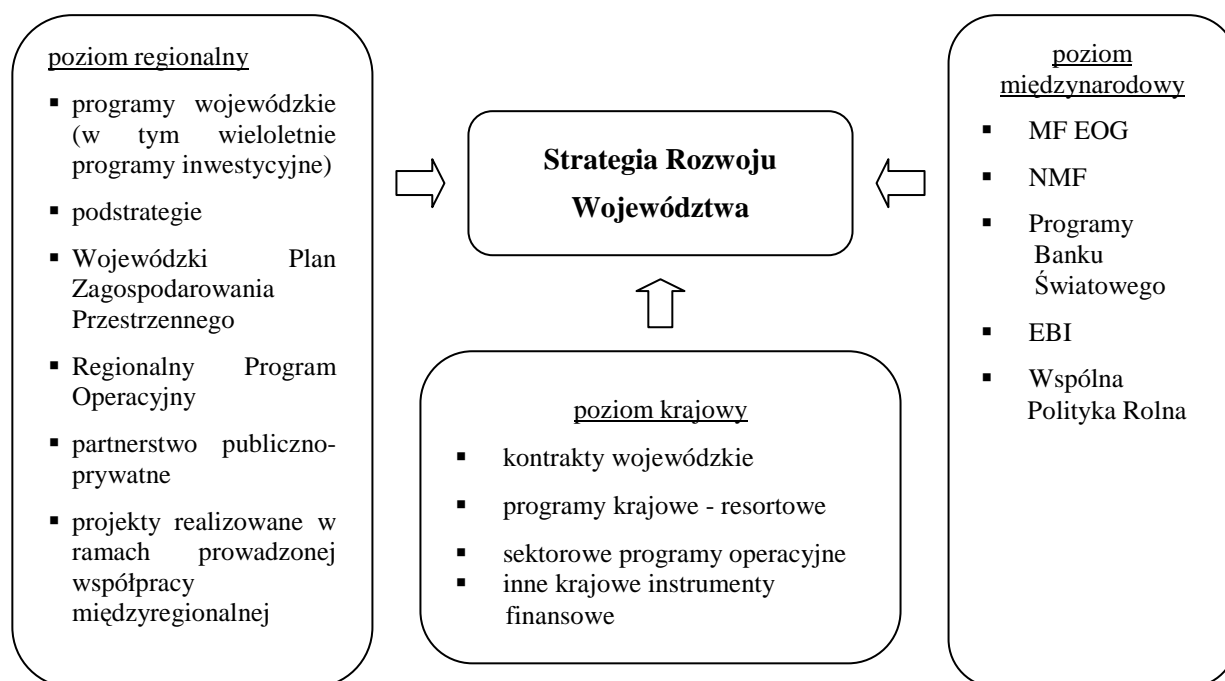 poziom regionalny
▪ programy wojewódzkie
(w tym wieloletnie
programy inwestycyjne)
▪ podstrategie
▪ Wojewódzki Plan
Zagospodarowania
Przestrzennego
▪ Regionalny Program
Operacyjny
▪ partnerstwo publiczno-
prywatne
▪ projekty realizowane w
ramach prowadzonej
współpracy
międzyregionalnej
Strategia Rozwoju
Województwa
poziom krajowy
▪ kontrakty wojewódzkie
▪ programy krajowe - resortowe
▪ sektorowe programy operacyjne
▪ inne krajowe instrumenty
finansowe
poziom
międzynarodowy
▪ MF EOG
▪ NMF
▪ Programy
Banku
Światowego
▪ EBI
▪ Wspólna
Polityka Rolna